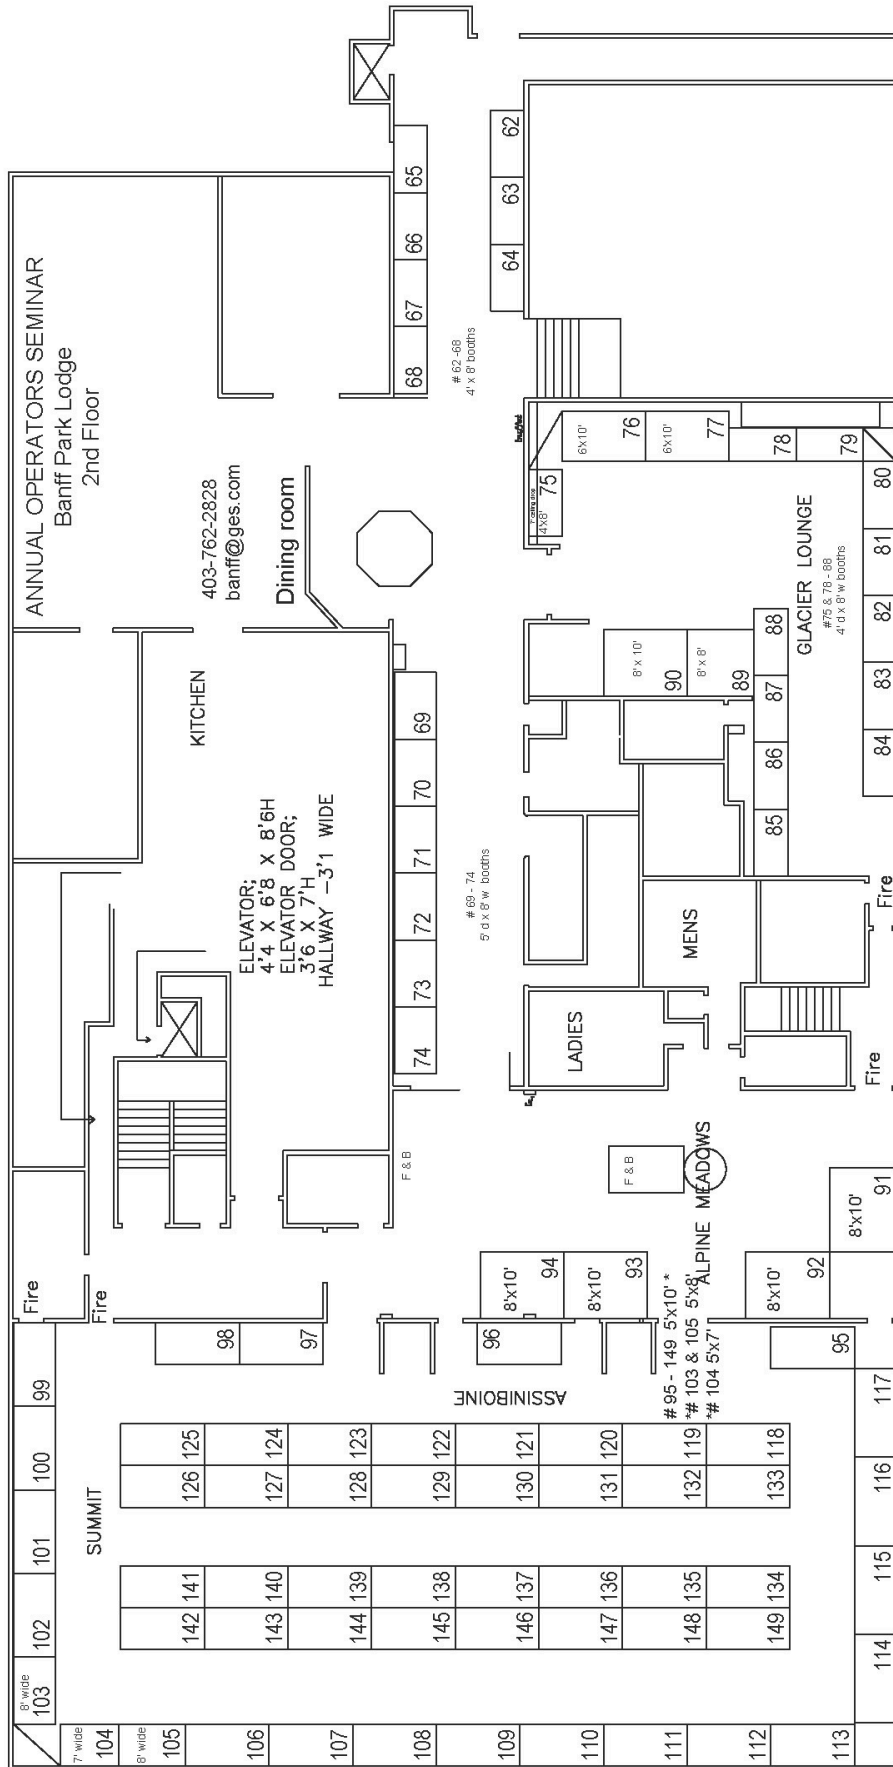 ANNUAL OPERATORS SEMINAR
Banff Park Lodge
2nd Floor
403-762-2828
banff@ges.com
Dining room
KITCHEN
ELEVATOR;
4'4 X 6'8 X 8'6H
ELEVATOR DOOR;
3'6 X 7'H
HALLWAY -3'1 WIDE
65
66
67
68
62
63
64
# 62 -68
4' x 8' booths
69
70
71
72
73
74
# 69 - 74
5' d x 8' w booths
75
4'x8'
6'x10'
76
6'x10'
77
78
79
80
81
82
83
84
GLACIER LOUNGE
#75 & 78 - 88
4' d x 8' w booths
88
87
86
85
8' x 10'
90
8' x 8'
89
MENS
LADIES
Fire
Fire
F & B
F & B
ALPINE MEADOWS
8'x10'
91
8'x10'
92
8'x10'
93
8'x10'
94
Fire
Fire
98
97
96
95
# 95 - 149 5'x10' *
*# 103 & 105 5'x8'
*# 104 5'x7'
ASSINIBOINE
SUMMIT
99
100
101
102
8' wide
103
7' wide
104
8' wide
105
106
107
108
109
110
111
112
113
114
115
116
117
125
124
123
122
121
120
119
118
126
127
128
129
130
131
132
133
141
140
139
138
137
136
135
134
142
143
144
145
146
147
148
149